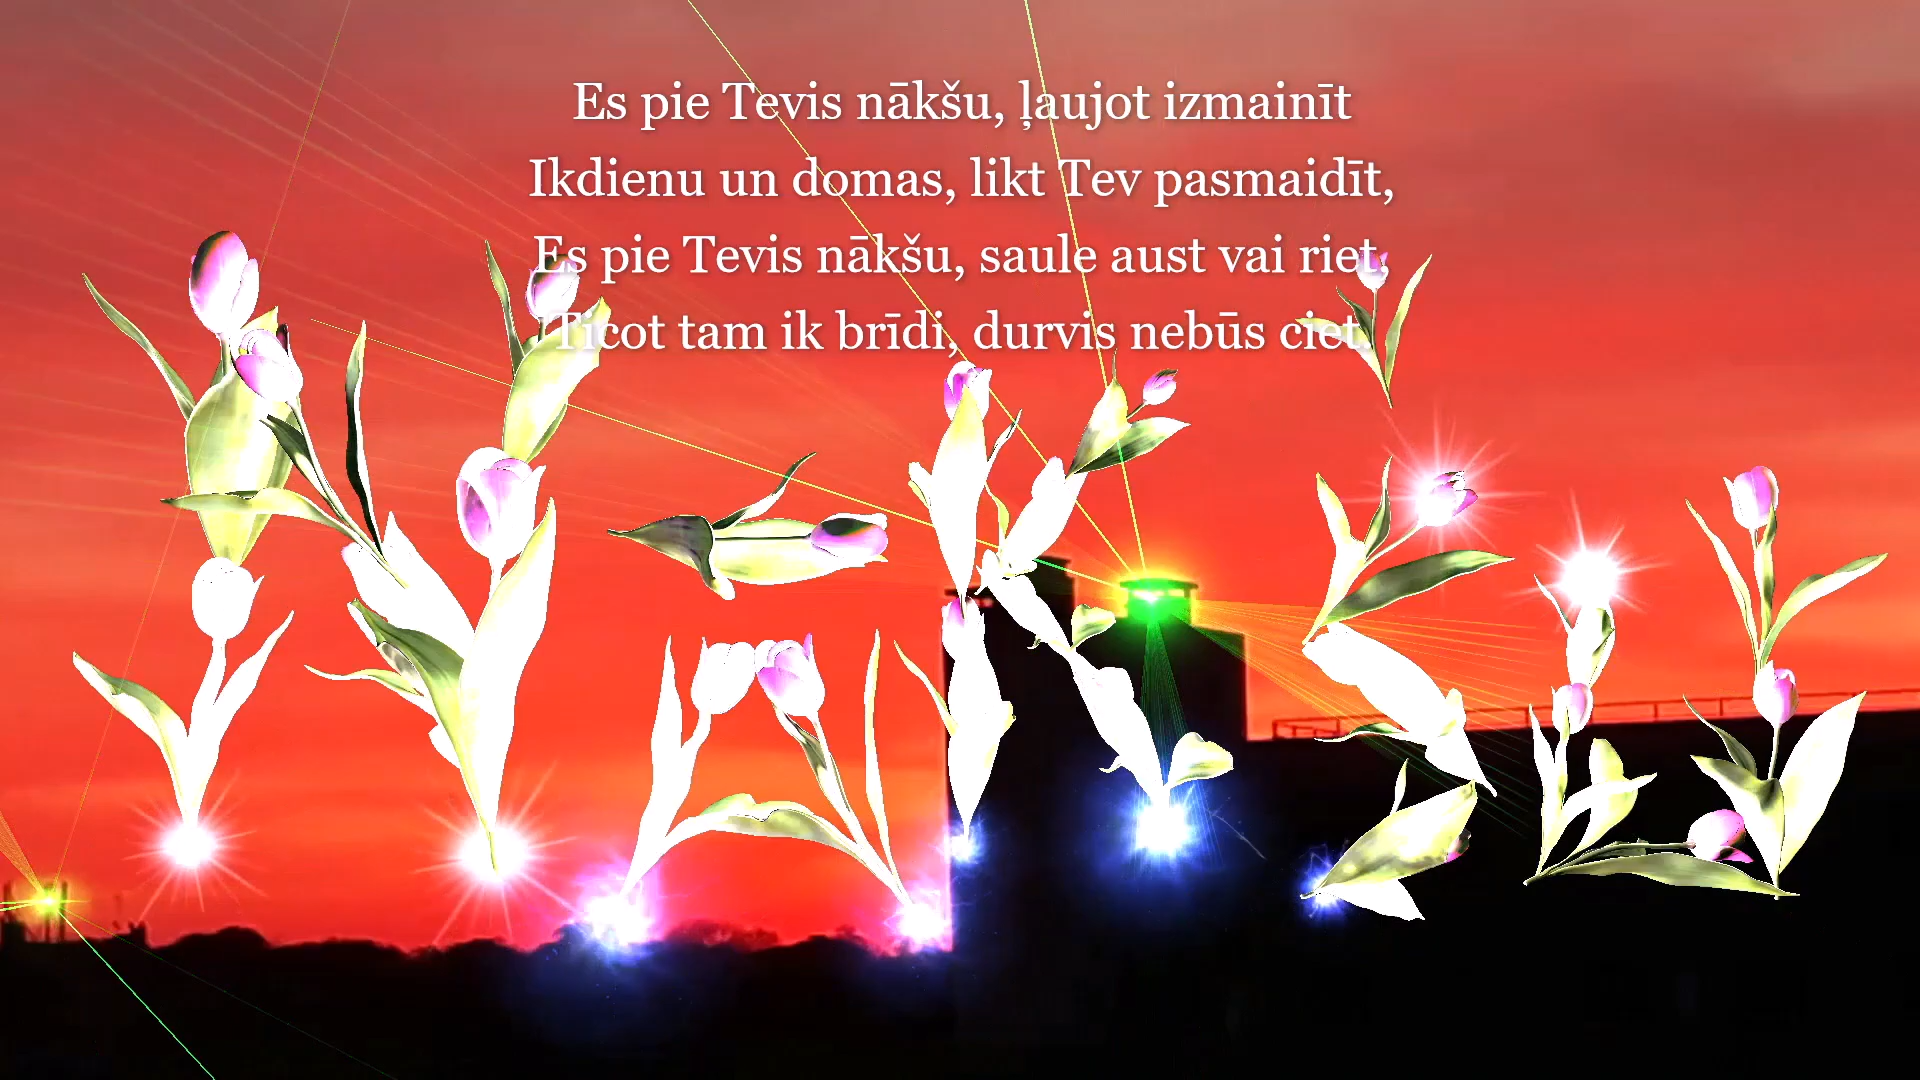 Es pie Tevis nākšu, ļaujot izmainīt
Ikdienu un domas, likt Tev pasmaidīt,
Es pie Tevis nākšu, saule aust vai riet,
Ticot tam ik brīdi, durvis nebūs ciet.
NĀKŠU